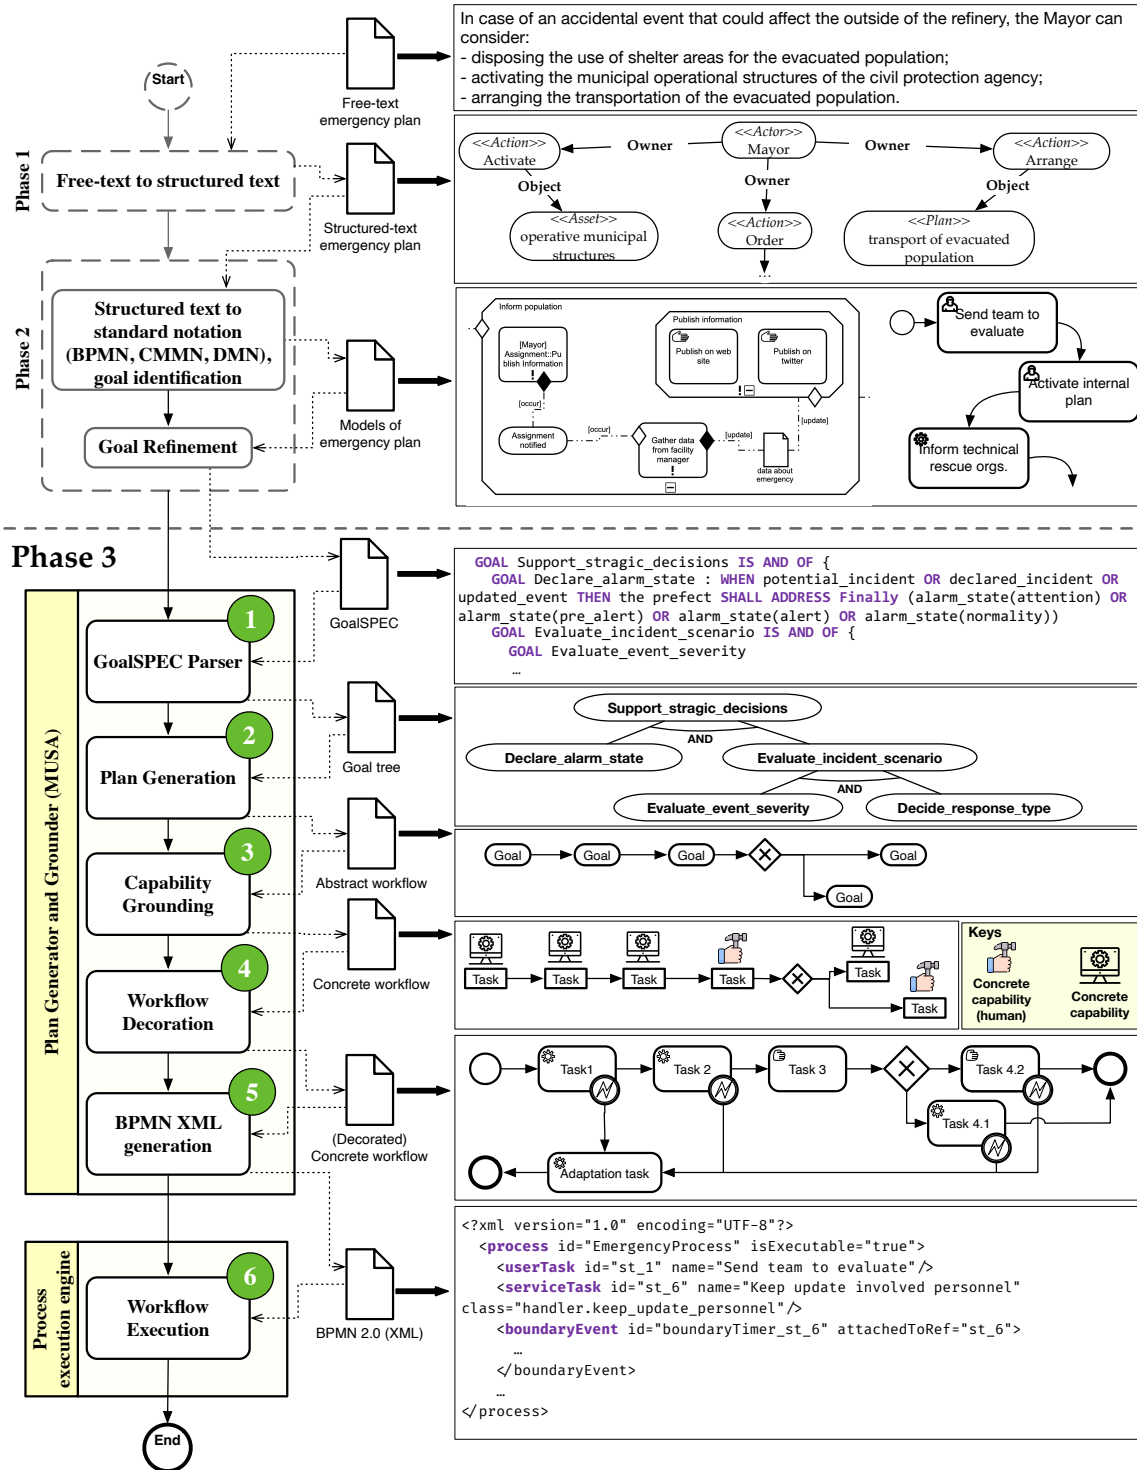 Start
Free-text
emergency plan
In case of an accidental event that could affect the outside of the refinery, the Mayor can
consider:
- disposing the use of shelter areas for the evacuated population;
- activating the municipal operational structures of the civil protection agency;
- arranging the transportation of the evacuated population.
Phase 1
Free-text to structured text
Structured-text
emergency plan
<<Action>>
Activate
Owner
<<Actor>>
Mayor
Owner
<<Action>>
Arrange
Object
Owner
Object
<<Asset>>
operative municipal
structures
<<Action>>
Order
...
<<Plan>>
transport of evacuated
population
Phase 2
Structured text to
standard notation
(BPMN, CMMN, DMN),
goal identification
Goal Refinement
Models of
emergency plan
Inform population
[Mayor]
Assignment::Pu
blish Information
!
Publish information
Publish on web
site
Publish on
twitter
!
[occur]
[update]
Assignment
notified
[occur]
Gather data
from facility
manager
!
[update]
data about
emergency
Send team to
evaluate
Activate internal
plan
Inform technical
rescue orgs.
Phase 3
GoalSPEC
GOAL Support_stragic_decisions IS AND OF {
GOAL Declare_alarm_state : WHEN potential_incident OR declared_incident OR
updated_event THEN the prefect SHALL ADDRESS Finally (alarm_state(attention) OR
alarm_state(pre_alert) OR alarm_state(alert) OR alarm_state(normality))
GOAL Evaluate_incident_scenario IS AND OF {
GOAL Evaluate_event_severity
…
Plan Generator and Grounder (MUSA)
1
GoalSPEC Parser
2
Plan Generation
Goal tree
Support_stragic_decisions
AND
Declare_alarm_state
Evaluate_incident_scenario
AND
Evaluate_event_severity
Decide_response_type
3
Capability
Grounding
Abstract workflow
Goal
Goal
Goal
Goal
Goal
4
Workflow
Decoration
Concrete workflow
Task
Task
Task
Task
Task
Task
Keys
Concrete
capability
(human)
Concrete
capability
5
BPMN XML
generation
(Decorated)
Concrete workflow
Task1
Task 2
Task 3
Task 4.2
Task 4.1
Adaptation task
Process
execution engine
6
Workflow
Execution
BPMN 2.0 (XML)
<?xml version="1.0" encoding="UTF-8"?>
<process id="EmergencyProcess" isExecutable="true">
<userTask id="st_1" name="Send team to evaluate"/>
<serviceTask id="st_6" name="Keep update involved personnel"
class="handler.keep_update_personnel"/>
<boundaryEvent id="boundaryTimer_st_6" attachedToRef="st_6">
…
</boundaryEvent>
…
</process>
End